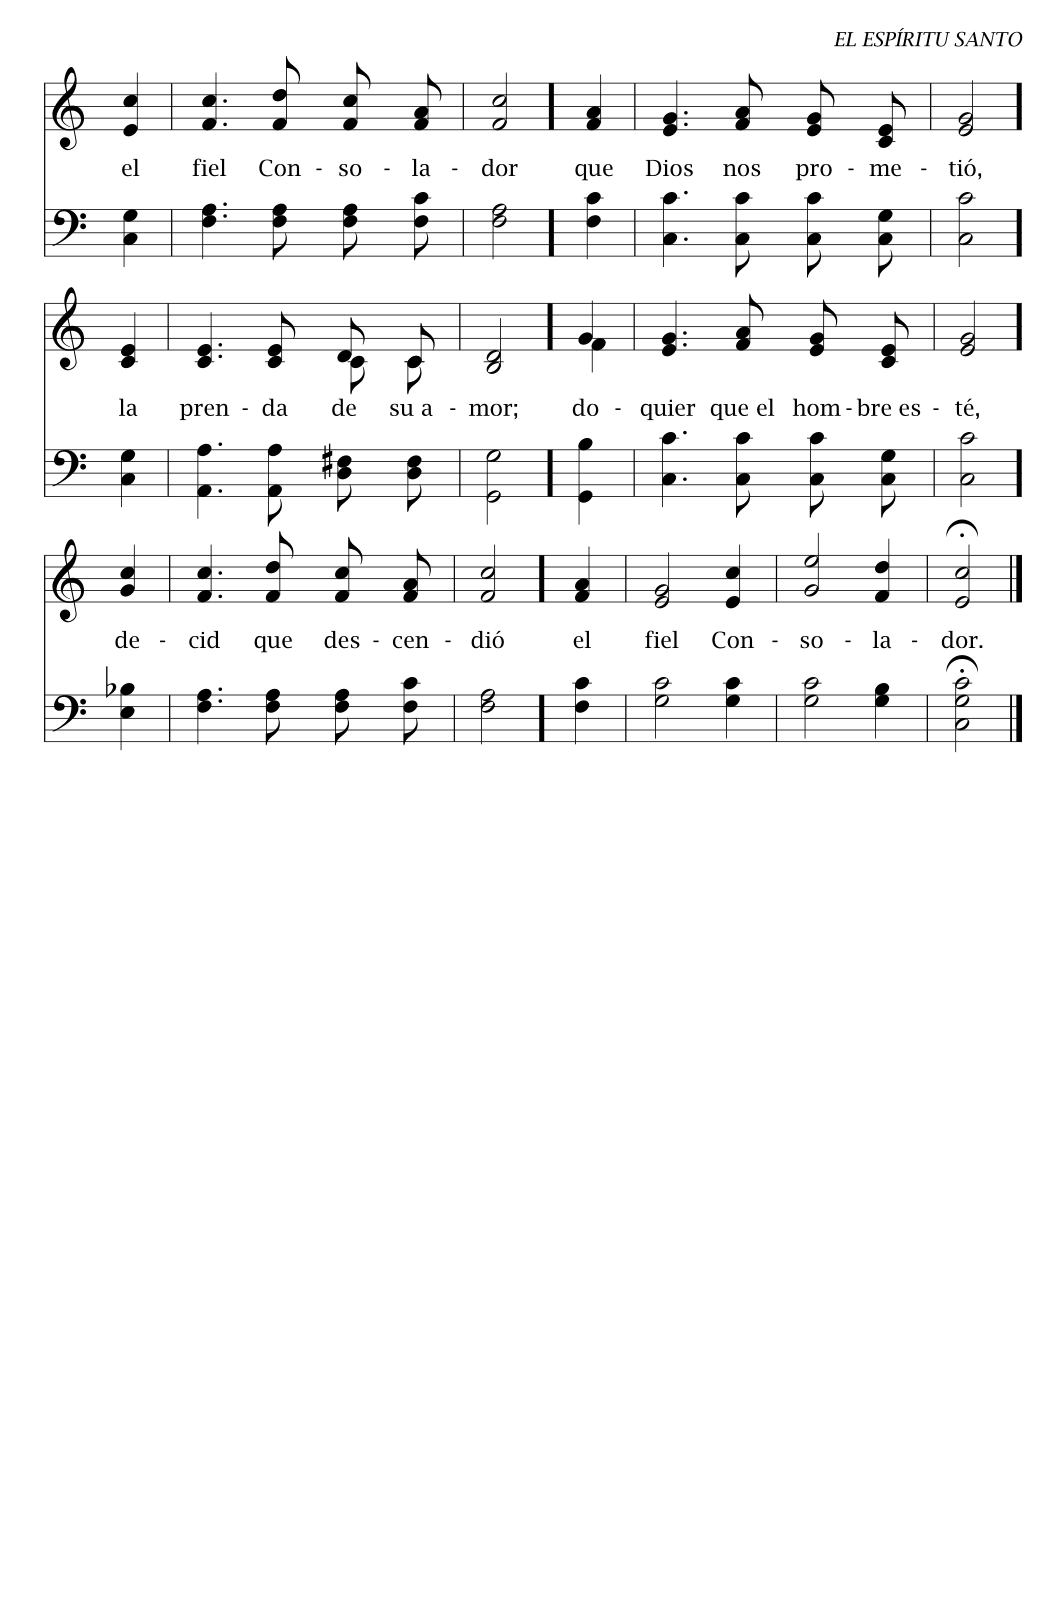 EL ESPÍRITU SANTO
el fiel Con - so - la - dor que Dios nos pro - me - tió,
la pren - da de su a - mor; do - quier que el hom - bre es - té,
de - cid que des - cen - dió el fiel Con - so - la - dor.